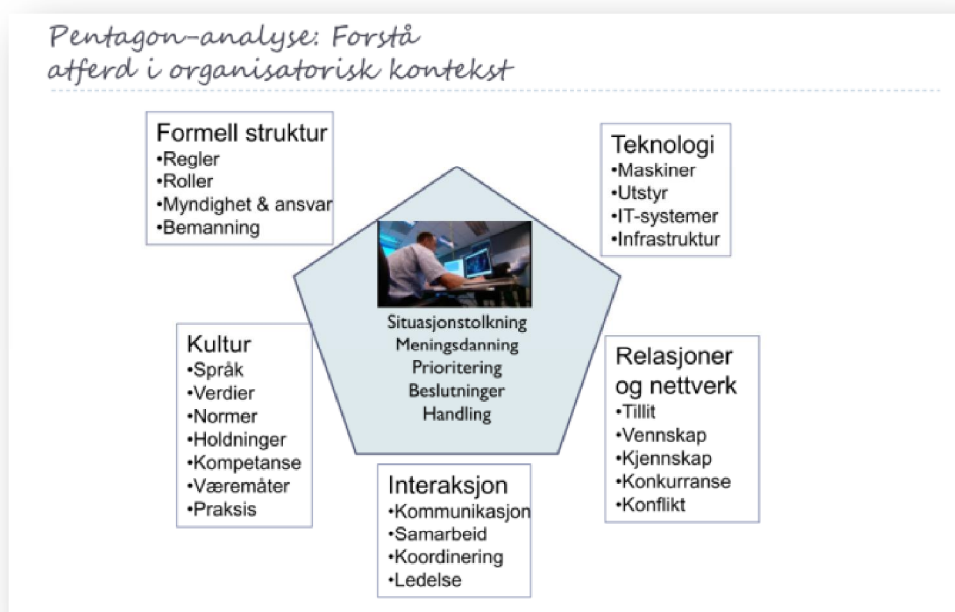 Pentagon-analyse: Forstå
atferd i organisatorisk kontekst
Formell struktur
•Regler
•Roller
•Myndighet & ansvar
•Bemanning
Teknologi
•Maskiner
•Utstyr
•IT-systemer
•Infrastruktur
Situasjonstolkning
Meningsdanning
Prioritering
Beslutninger
Handling
Kultur
•Språk
•Verdier
•Normer
•Holdninger
•Kompetanse
•Væremåter
•Praksis
Relasjoner
og nettverk
•Tillit
•Vennskap
•Kjennskap
•Konkurranse
•Konflikt
Interaksjon
•Kommunikasjon
•Samarbeid
•Koordinering
•Ledelse